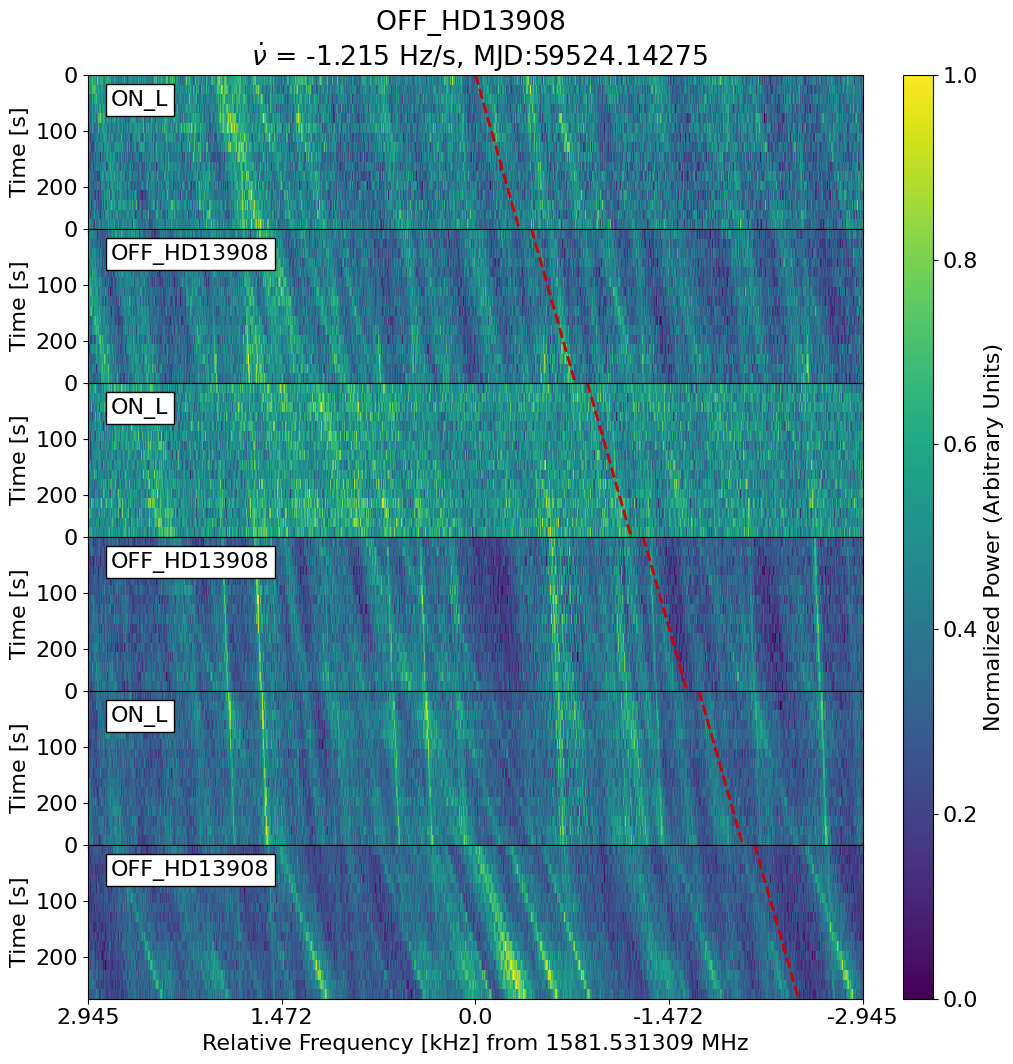 OFF_HD13908
ν̇ = -1.215 Hz/s, MJD:59524.14275
0
ON_L
100
Time [s]
200
0
OFF_HD13908
100
Time [s]
200
0
ON_L
100
Time [s]
200
0
OFF_HD13908
100
Time [s]
200
0
ON_L
100
Time [s]
200
0
OFF_HD13908
100
Time [s]
200
2.945 1.472 0.0 -1.472 -2.945
Relative Frequency [kHz] from 1581.531309 MHz
1.0
0.8
0.6
0.4
0.2
0.0
Normalized Power (Arbitrary Units)